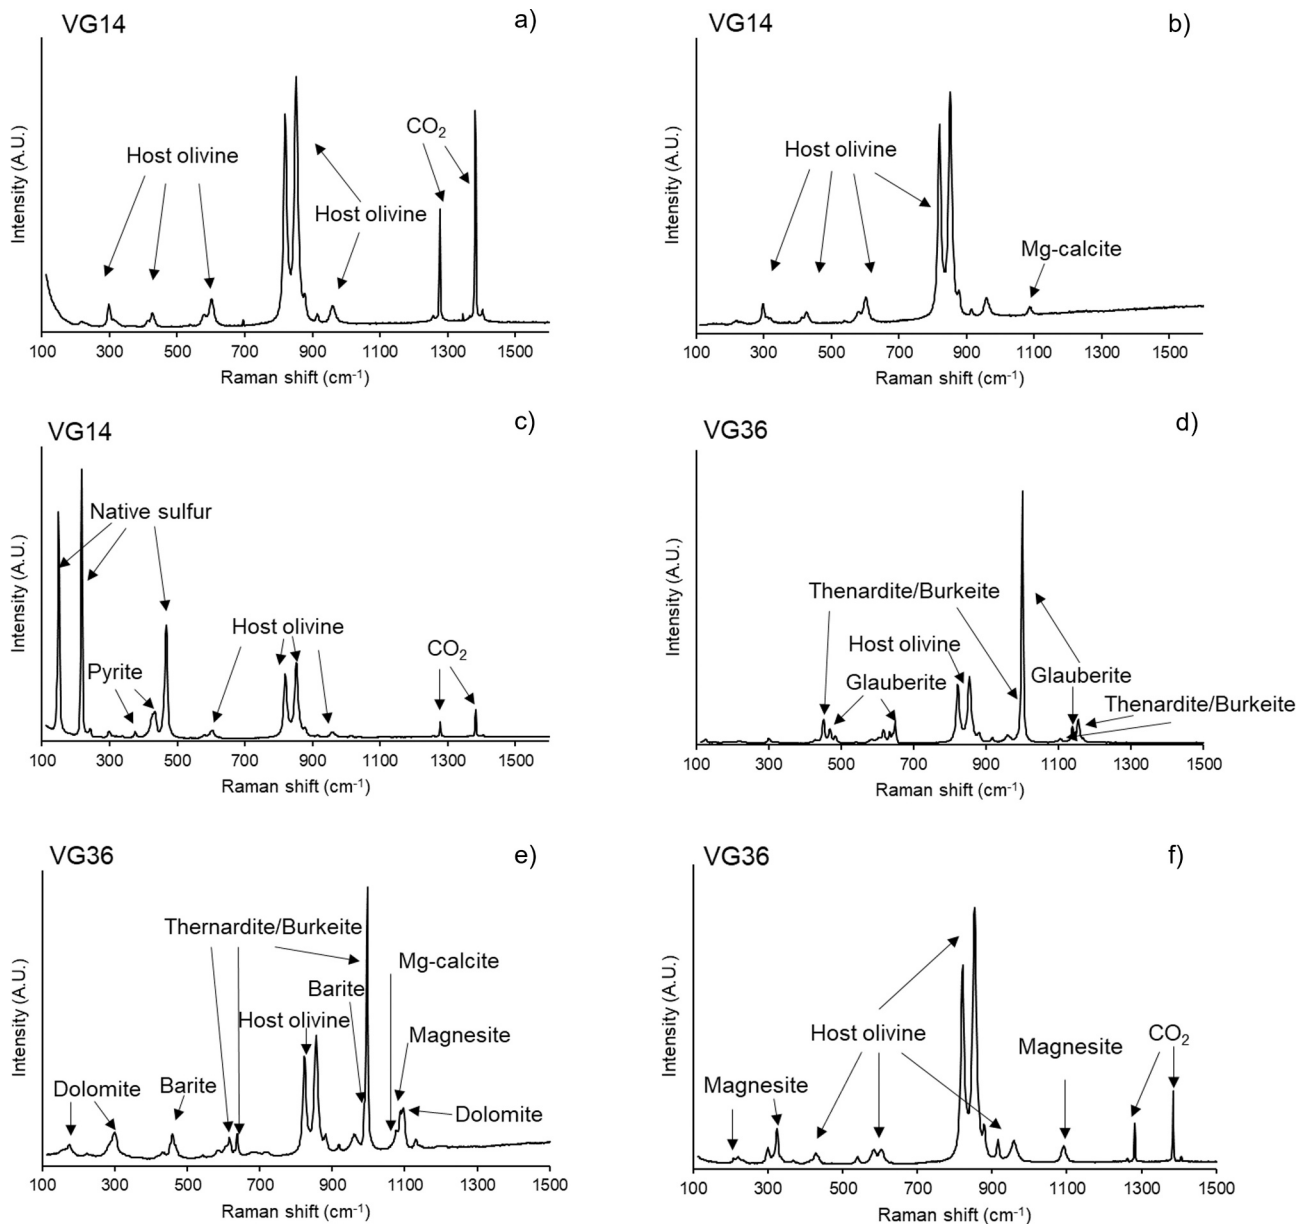 VG14
a)
Intensity (A.U.)
Host olivine
CO2
Host olivine
100 300 500 700 900 1100 1300 1500
Raman shift (cm-1)
VG14
b)
Intensity (A.U.)
Host olivine
Mg-calcite
100 300 500 700 900 1100 1300 1500
Raman shift (cm-1)
VG14
c)
Intensity (A.U.)
Native sulfur
Pyrite
Host olivine
CO2
100 300 500 700 900 1100 1300 1500
Raman shift (cm-1)
VG36
d)
Intensity (A.U.)
Thenardite/Burkeite
Host olivine
Glauberite
Glauberite
Thenardite/Burkeite
100 300 500 700 900 1100 1300 1500
Raman shift (cm-1)
VG36
e)
Intensity (A.U.)
Thernardite/Burkeite
Mg-calcite
Barite
Host olivine
Magnesite
Dolomite
Barite
Dolomite
100 300 500 700 900 1100 1300 1500
Raman shift (cm-1)
VG36
f)
Intensity (A.U.)
Host olivine
Magnesite
CO2
Magnesite
100 300 500 700 900 1100 1300 1500
Raman shift (cm-1)